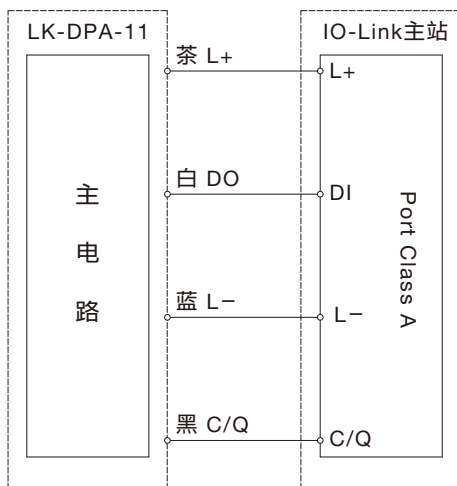 LK-DPA-11
IO-Link主站
茶 L+
L+
白 DO
DI
主
电
路
Port Class A
蓝 L−
L−
黑 C/Q
C/Q